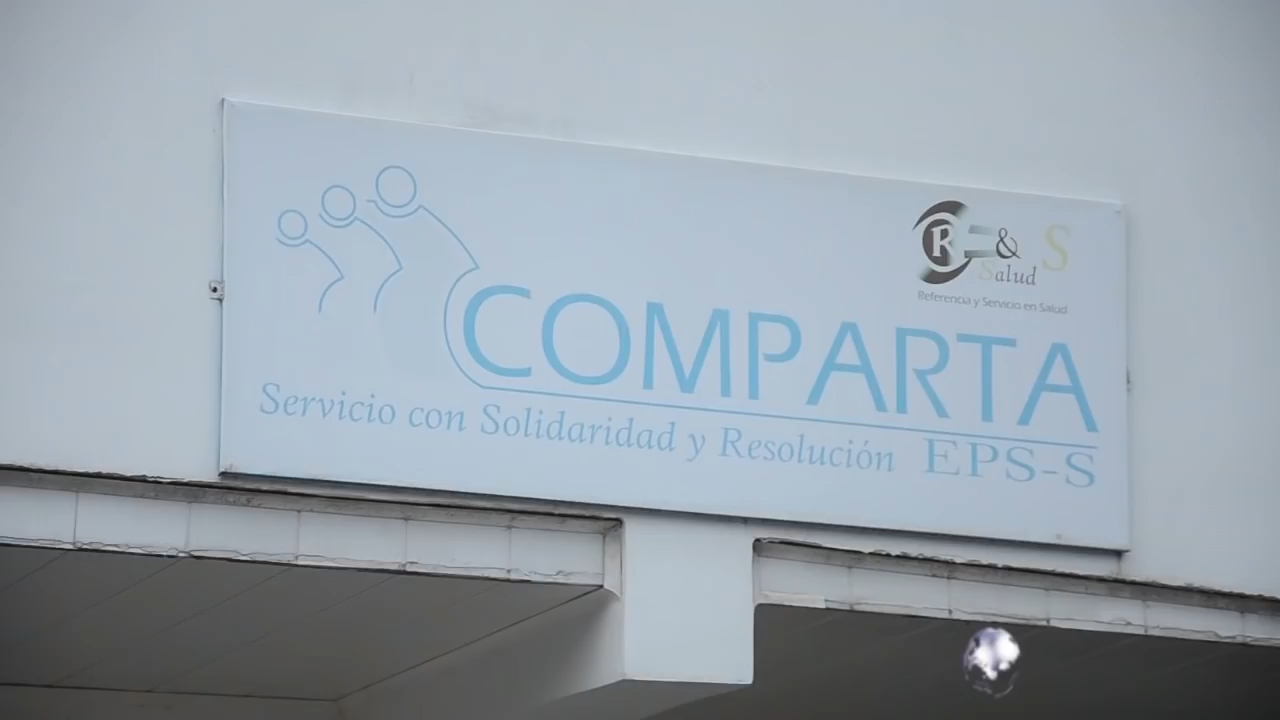 R & S
Salud
Referencia y Servicio en Salud
COMPARTA
Servicio con Solidaridad y Resolución EPS-S